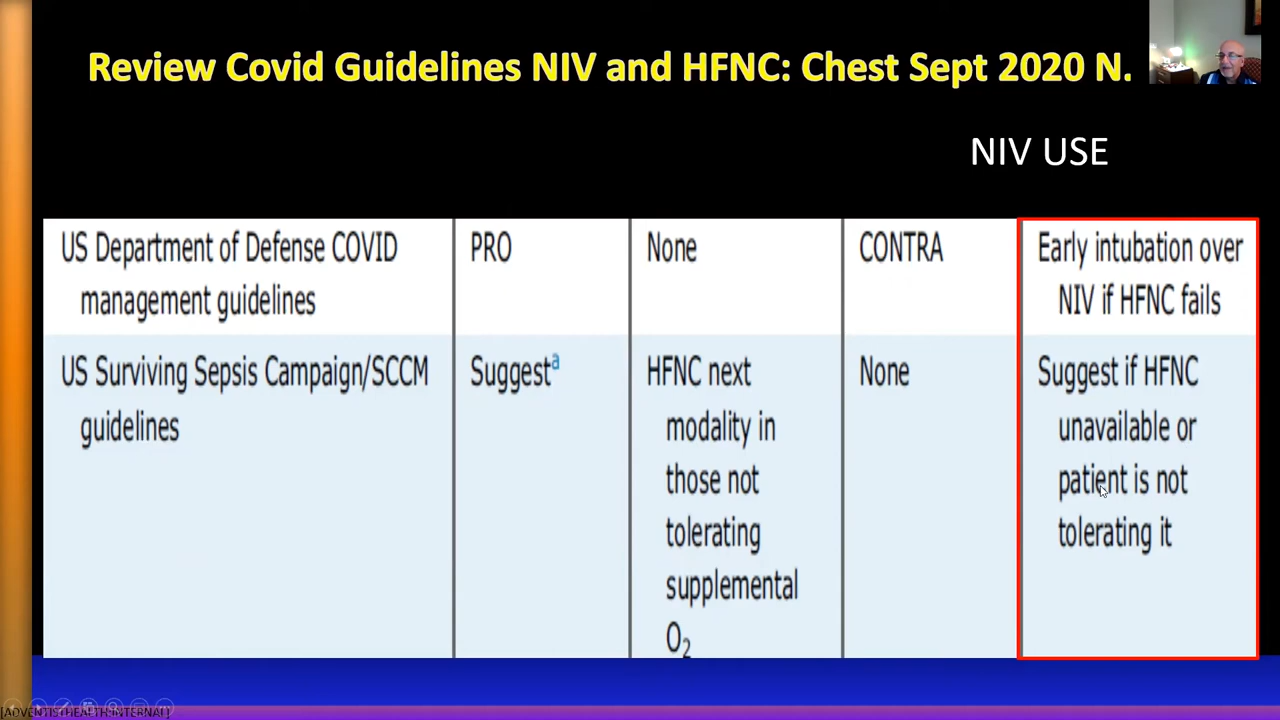 Review Covid Guidelines NIV and HFNC: Chest Sept 2020 N.
NIV USE
US Department of Defense COVID
management guidelines
PRO
None
CONTRA
Early intubation over
NIV if HFNC fails
US Surviving Sepsis Campaign/SCCM
guidelines
Suggestᵃ
HFNC next
modality in
those not
tolerating
supplemental
O₂
None
Suggest if HFNC
unavailable or
patient is not
tolerating it
[ADVENTISTHEALTH:INTERNAL]